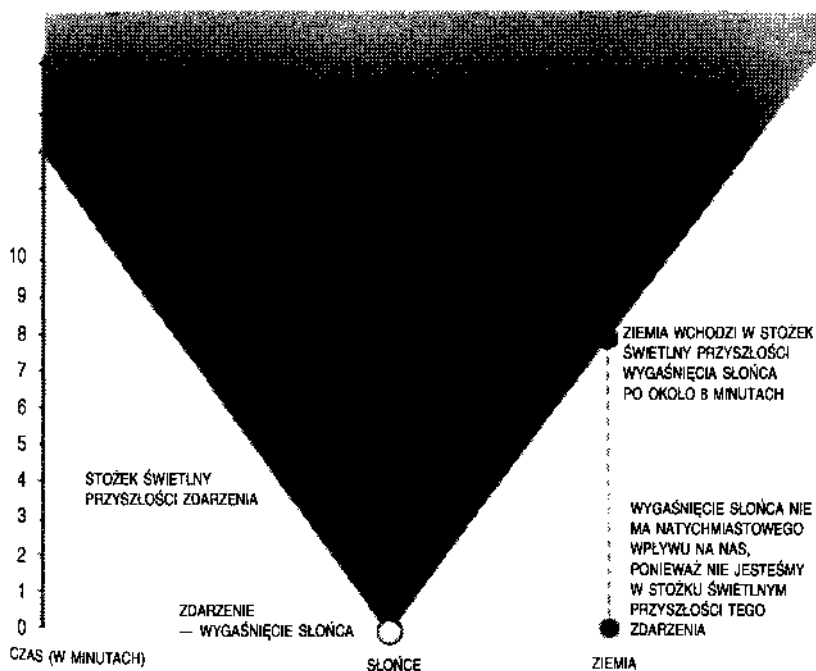 10
9
8
7
6
5
4
3
2
1
0
CZAS (W MINUTACH)
STOŻEK ŚWIETLNY
PRZYSZŁOŚCI ZDARZENIA
ZDARZENIE
— WYGAŚNIĘCIE SŁOŃCA
SŁOŃCE
ZIEMIA WCHODZI W STOŻEK
ŚWIETLNY PRZYSZŁOŚCI
WYGAŚNIĘCIA SŁOŃCA
PO OKOŁO 8 MINUTACH
WYGAŚNIĘCIE SŁOŃCA NIE
MA NATYCHMIASTOWEGO
WPŁYWU NA NAS,
PONIEWAŻ NIE JESTEŚMY
W STOŻKU ŚWIETLNYM
PRZYSZŁOŚCI TEGO
ZDARZENIA
ZIEMIA